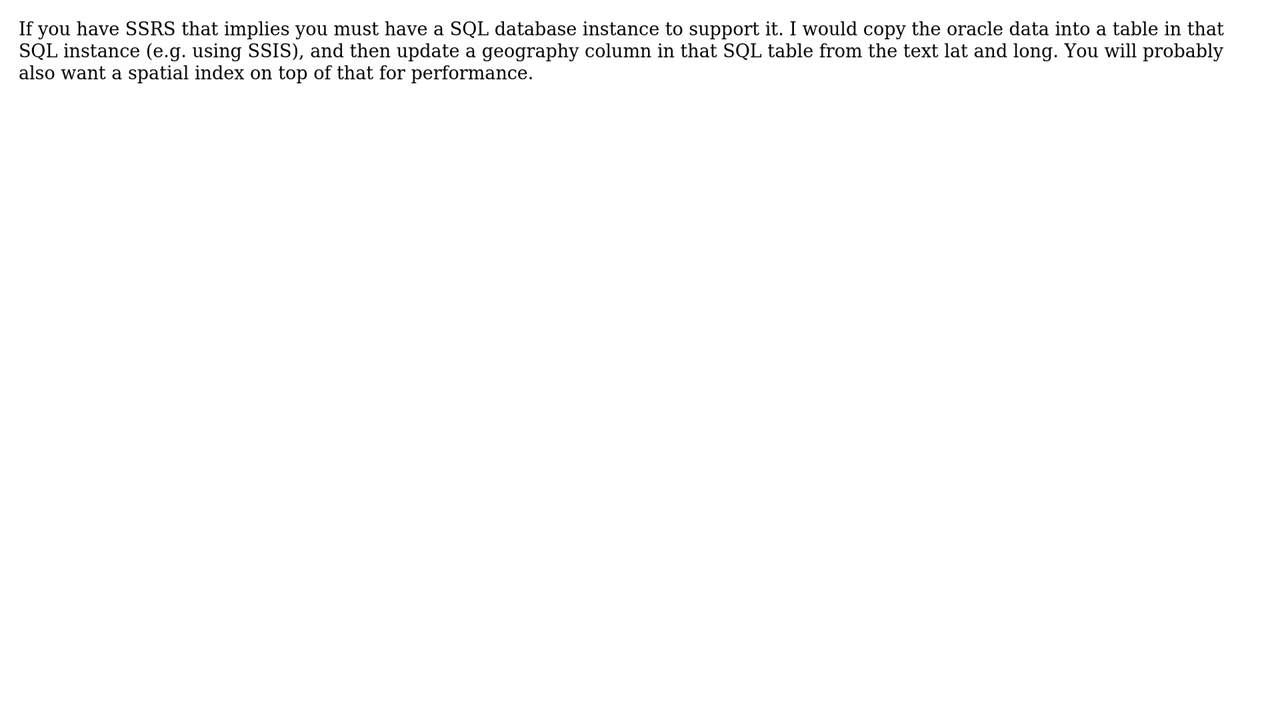 If you have SSRS that implies you must have a SQL database instance to support it. I would copy the oracle data into a table in that
SQL instance (e.g. using SSIS), and then update a geography column in that SQL table from the text lat and long. You will probably
also want a spatial index on top of that for performance.